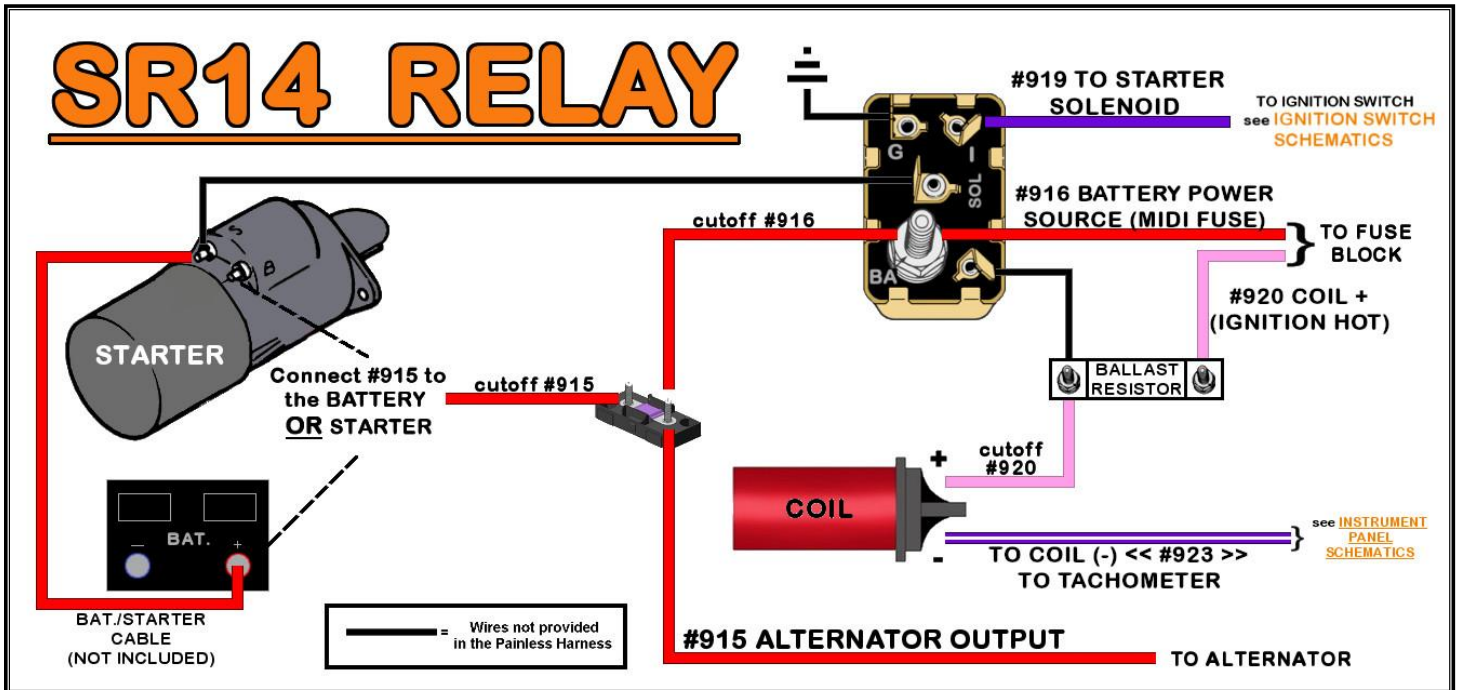 SR14 RELAY
#919 TO STARTER
SOLENOID
TO IGNITION SWITCH
see IGNITION SWITCH
SCHEMATICS
G
I
SOL
BA
#916 BATTERY POWER
SOURCE (MIDI FUSE)
cutoff #916
TO FUSE
BLOCK
#920 COIL +
(IGNITION HOT)
S
B
STARTER
Connect #915 to
the BATTERY
OR STARTER
cutoff #915
BALLAST
RESISTOR
cutoff
#920
+
COIL
-
TO COIL (-) << #923 >>
TO TACHOMETER
see INSTRUMENT
PANEL
SCHEMATICS
BAT.
- +
BAT./STARTER
CABLE
(NOT INCLUDED)
= Wires not provided
in the Painless Harness
#915 ALTERNATOR OUTPUT
TO ALTERNATOR